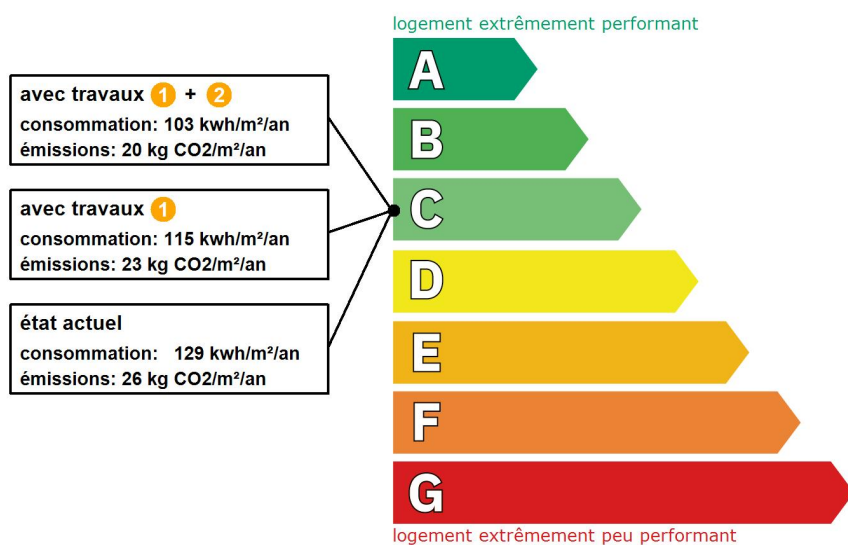 logement extrêmement performant
avec travaux 1 + 2
consommation: 103 kwh/m²/an
émissions: 20 kg CO2/m²/an
avec travaux 1
consommation: 115 kwh/m²/an
émissions: 23 kg CO2/m²/an
état actuel
consommation: 129 kwh/m²/an
émissions: 26 kg CO2/m²/an
A
B
C
D
E
F
G
logement extrêmement peu performant